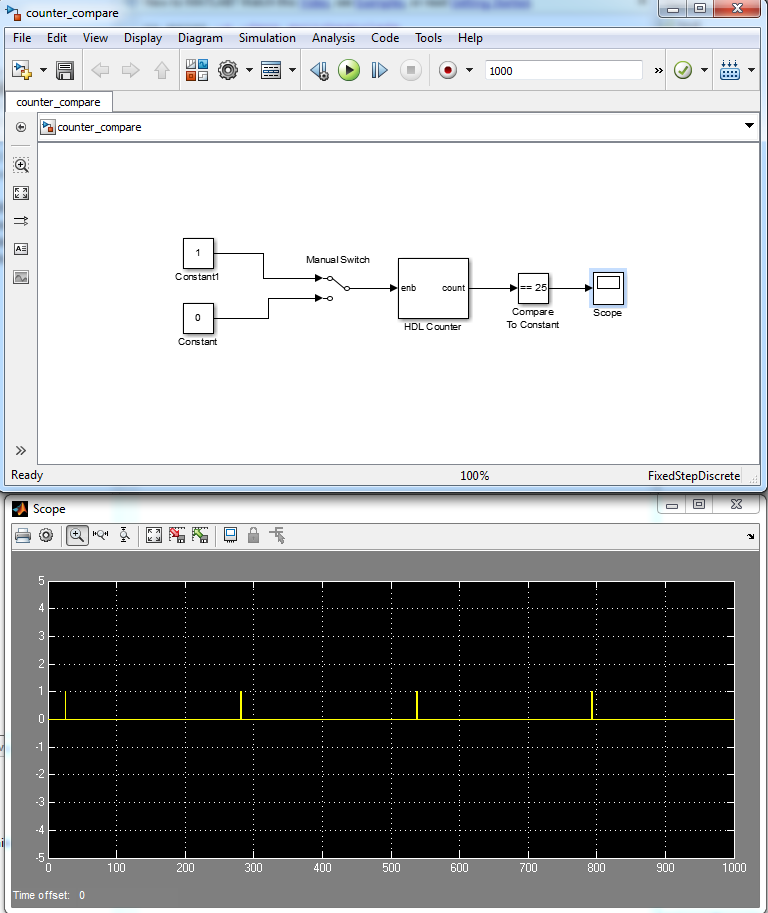 counter_compare
File Edit View Display Diagram Simulation Analysis Code Tools Help
1000
»
counter_compare
counter_compare
1
Constant1
Manual Switch
0
Constant
enb count
HDL Counter
== 25
Compare
To Constant
Scope
Ready 100% FixedStepDiscrete
Scope
5
4
3
2
1
0
-1
-2
-3
-4
-5
0 100 200 300 400 500 600 700 800 900 1000
Time offset: 0